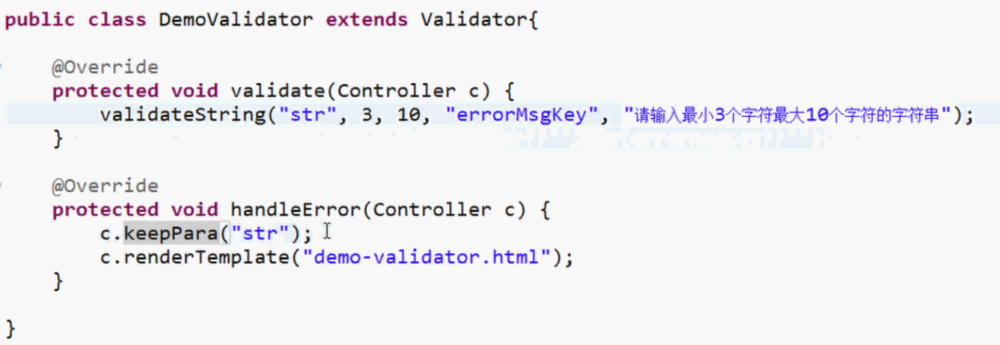 public class DemoValidator extends Validator{
@Override
protected void validate(Controller c) {
validateString("str", 3, 10, "errorMsgKey", "请输入最小3个字符最大10个字符的字符串");
}
@Override
protected void handleError(Controller c) {
c.keepPara("str");
c.renderTemplate("demo-validator.html");
}
}